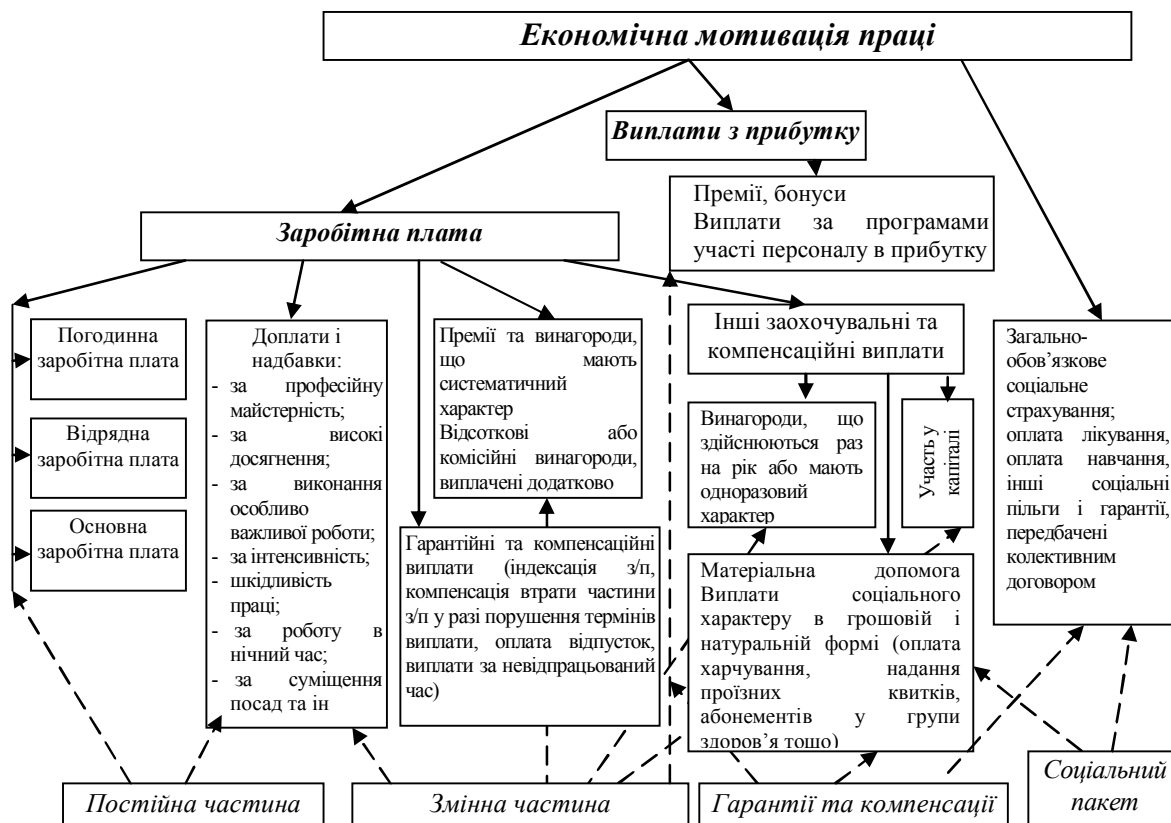 Економічна мотивація праці
Виплати з прибутку
Премії, бонуси
Виплати за програмами
участі персоналу в прибутку
Заробітна плата
Погодинна
заробітна плата
Відрядна
заробітна плата
Основна
заробітна плата
Доплати і
надбавки:
- за професійну
майстерність;
- за високі
досягнення;
- за виконання
особливо
важливої роботи;
- за інтенсивність;
- шкідливість
праці;
- за роботу в
нічний час;
- за суміщення
посад та ін
Премії та винагороди,
що мають
систематичний
характер
Відсоткові або
комісійні винагороди,
виплачені додатково
Гарантійні та компенсаційні
виплати (індексація з/п,
компенсація втрати частини
з/п у разі порушення термінів
виплати, оплата відпусток,
виплати за невідпрацьований
час)
Інші заохочувальні та
компенсаційні виплати
Винагороди, що
здійснюються раз
на рік або мають
одноразовий
характер
Участь у
капіталі
Матеріальна допомога
Виплати соціального
характеру в грошовій і
натуральній формі (оплата
харчування, надання
проїзних квитків,
абонементів у групи
здоров’я тошо)
Загально-
обов’язкове
соціальне
страхування;
оплата лікування,
оплата навчання,
інші соціальні
пільги і гарантії,
передбачені
колективним
договором
Постійна частина
Змінна частина
Гарантії та компенсації
Соціальний
пакет